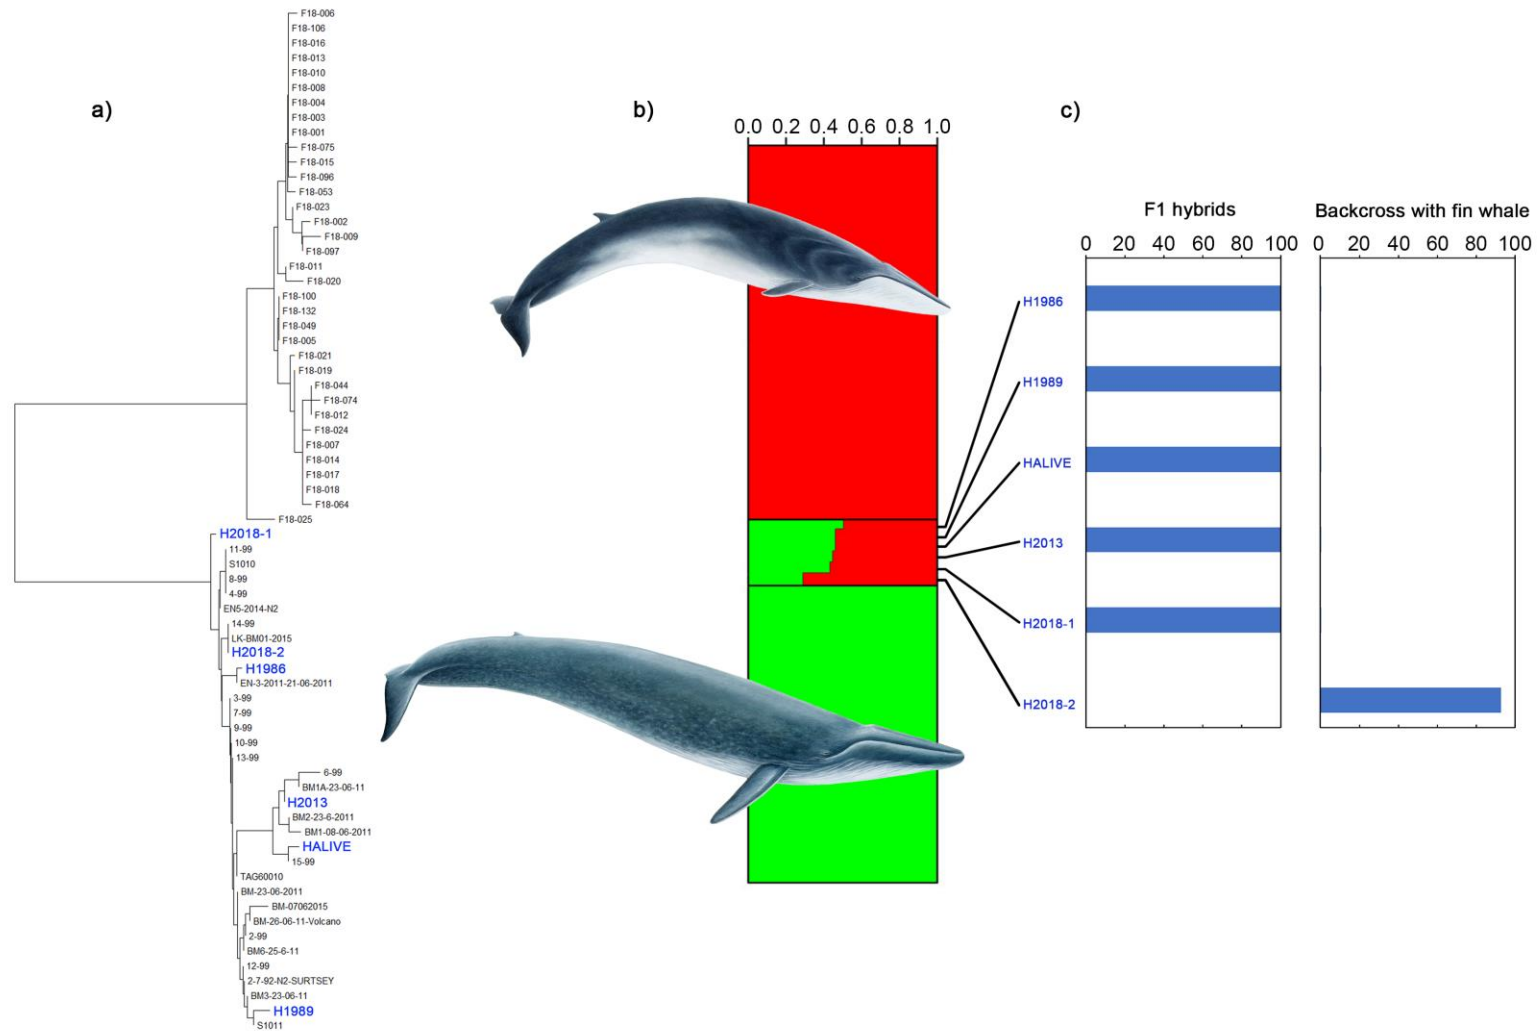 a)
F18-006
F18-106
F18-016
F18-013
F18-010
F18-008
F18-004
F18-003
F18-001
F18-075
F18-015
F18-096
F18-053
F18-023
F18-002
F18-009
F18-097
F18-011
F18-020
F18-100
F18-132
F18-049
F18-005
F18-021
F18-019
F18-044
F18-074
F18-012
F18-024
F18-007
F18-014
F18-017
F18-018
F18-064
F18-025
H2018-1
11-99
S1010
8-99
4-99
EN5-2014-N2
14-99
LK-BM01-2015
H2018-2
H1986
EN-3-2011-21-06-2011
3-99
7-99
9-99
10-99
13-99
6-99
BM1A-23-06-11
H2013
BM2-23-6-2011
BM1-08-06-2011
HALIVE
15-99
TAG60010
BM-23-06-2011
BM-07062015
BM-26-06-11-Volcano
2-99
BM6-25-6-11
12-99
2-7-92-N2-SURTSEY
BM3-23-06-11
H1989
S1011
b)
0.0 0.2 0.4 0.6 0.8 1.0
c)
F1 hybrids
0 20 40 60 80 100
Backcross with fin whale
0 20 40 60 80 100
H1986
H1989
HALIVE
H2013
H2018-1
H2018-2